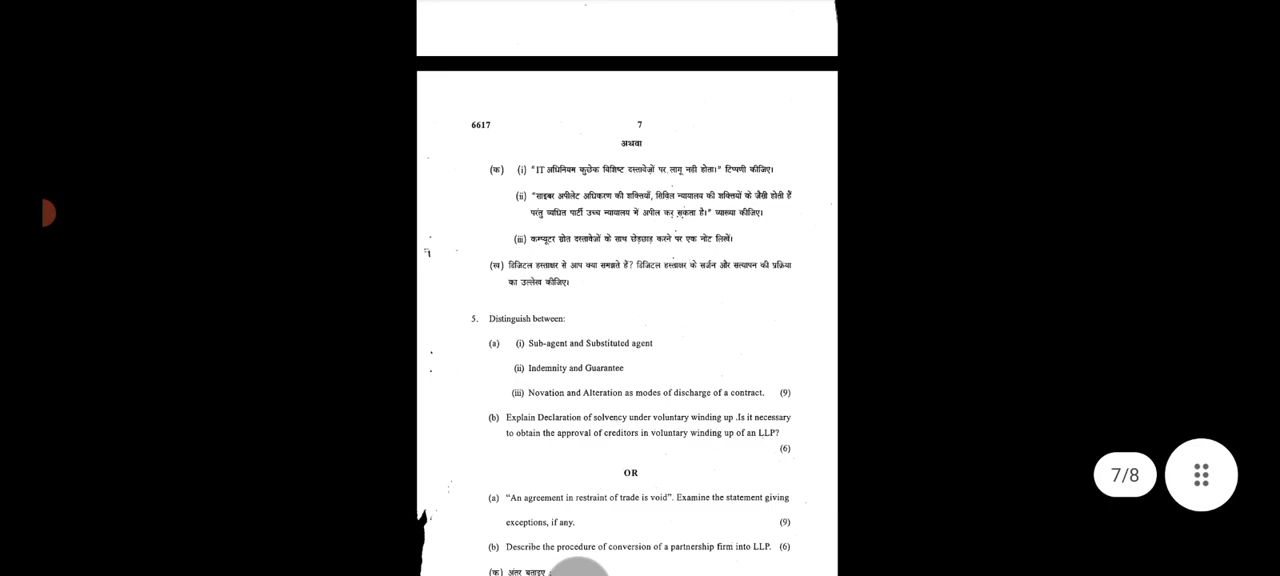 6617 7
अथवा
(क) (i) "IT अधिनियम कुछेक विशिष्ट दस्तावेज़ों पर लागू नही होता।" टिप्पणी कीजिए।
(ii) "साइबर अपीलेट अधिकरण की शक्तियाँ, सिविल न्यायालय की शक्तियों के जैसी होती हैं
परंतु व्यथित पार्टी उच्च न्यायालय में अपील कर सकता है।" व्याख्या कीजिए।
(iii) कम्प्यूटर स्रोत दस्तावेज़ों के साथ छेड़छाड़ करने पर एक नोट लिखें।
(ख) डिजिटल हस्ताक्षर से आप क्या समझते हैं? डिजिटल हस्ताक्षर के सर्जन और सत्यापन की प्रक्रिया
का उल्लेख कीजिए।
5. Distinguish between:
(a) (i) Sub-agent and Substituted agent
(ii) Indemnity and Guarantee
(iii) Novation and Alteration as modes of discharge of a contract. (9)
(b) Explain Declaration of solvency under voluntary winding up .Is it necessary
to obtain the approval of creditors in voluntary winding up of an LLP?
(6)
OR
(a) “An agreement in restraint of trade is void”. Examine the statement giving
exceptions, if any. (9)
(b) Describe the procedure of conversion of a partnership firm into LLP. (6)
(क) अंतर बताइए :
7/8